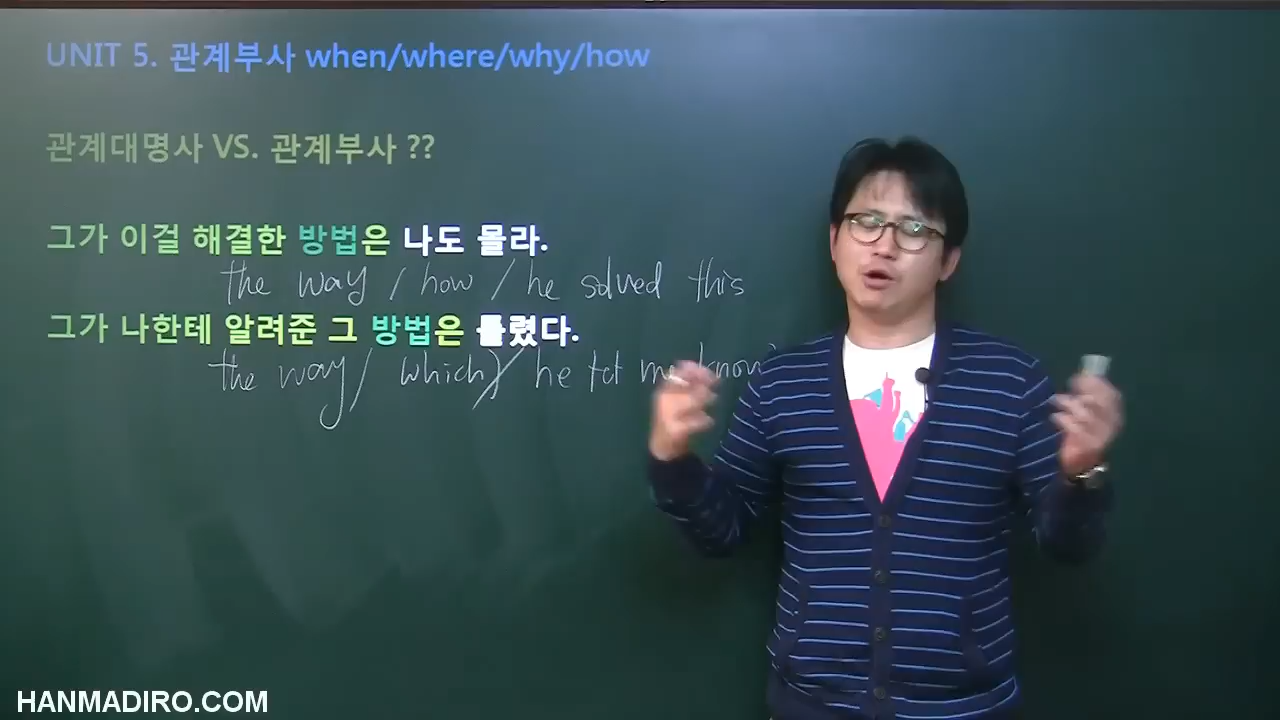 UNIT 5. 관계부사 when/where/why/how
관계대명사 VS. 관계부사 ??
그가 이걸 해결한 방법은 나도 몰라.
the way / how / he solved this
그가 나한테 알려준 그 방법은 틀렸다.
the way / which / he let me know
HANMADIRO.COM